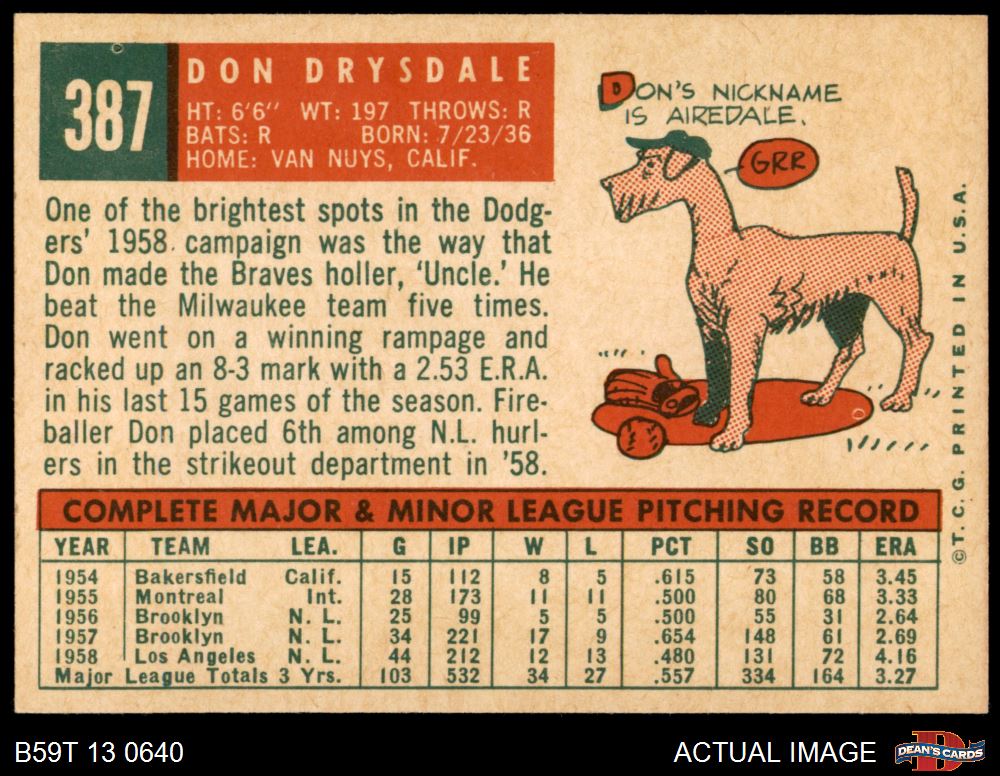 387
DON DRYSDALE
HT: 6'6" WT: 197 THROWS: R
BATS: R BORN: 7/23/36
HOME: VAN NUYS, CALIF.
One of the brightest spots in the Dodg-
ers' 1958 campaign was the way that
Don made the Braves holler, 'Uncle.' He
beat the Milwaukee team five times.
Don went on a winning rampage and
racked up an 8-3 mark with a 2.53 E.R.A.
in his last 15 games of the season. Fire-
baller Don placed 6th among N.L. hurl-
ers in the strikeout department in '58.
DON'S NICKNAME
IS AIREDALE.
GRR
©T.C.G. PRINTED IN U.S.A.
COMPLETE MAJOR & MINOR LEAGUE PITCHING RECORD
YEAR TEAM LEA. G IP W L PCT SO BB ERA
1954 Bakersfield Calif. 15 112 8 5 .615 73 58 3.45
1955 Montreal Int. 28 173 11 11 .500 80 68 3.33
1956 Brooklyn N. L. 25 99 5 5 .500 55 31 2.64
1957 Brooklyn N. L. 34 221 17 9 .654 148 61 2.69
1958 Los Angeles N. L. 44 212 12 13 .480 131 72 4.16
Major League Totals 3 Yrs. 103 532 34 27 .557 334 164 3.27
B59T 13 0640
ACTUAL IMAGE
DEAN'S CARDS